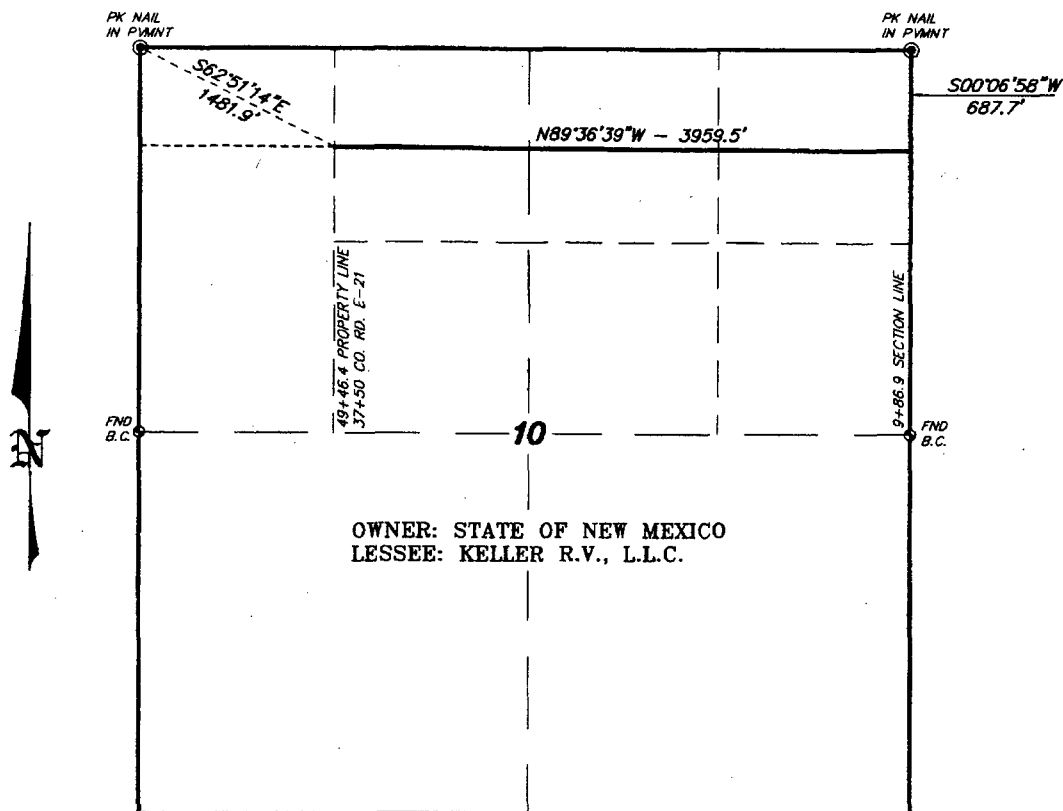 PK NAIL
IN PVMNT
PK NAIL
IN PVMNT
S62°51'14"E
1481.9'
S00°06'58"W
687.7'
N89°36'39"W - 3959.5'
49+46.4 PROPERTY LINE
37+50 CO. RD. E-21
9+86.9 SECTION LINE
N
FND
B.C.
10
FND
B.C.
OWNER: STATE OF NEW MEXICO
LESSEE: KELLER R.V., L.L.C.